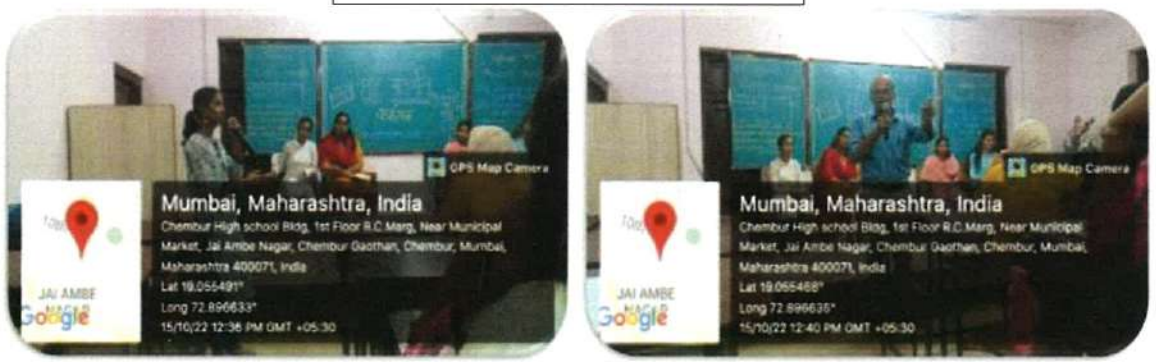 GPS Map Camera
Mumbai, Maharashtra, India
Chembur High school Bldg, 1st Floor R.C.Marg, Near Municipal
Market, Jai Ambe Nagar, Chembur Gaothan, Chembur, Mumbai,
Maharashtra 400071, India
Lat 19.055491°
Long 72.896633°
15/10/22 12:36 PM GMT +05:30
JAI AMBE
NAGAR
Google
GPS Map Camera
Mumbai, Maharashtra, India
Chembur High school Bldg, 1st Floor R.C.Marg, Near Municipal
Market, Jai Ambe Nagar, Chembur Gaothan, Chembur, Mumbai,
Maharashtra 400071, India
Lat 19.055468°
Long 72.896635°
15/10/22 12:40 PM GMT +05:30
JAI AMBE
NAGAR
Google